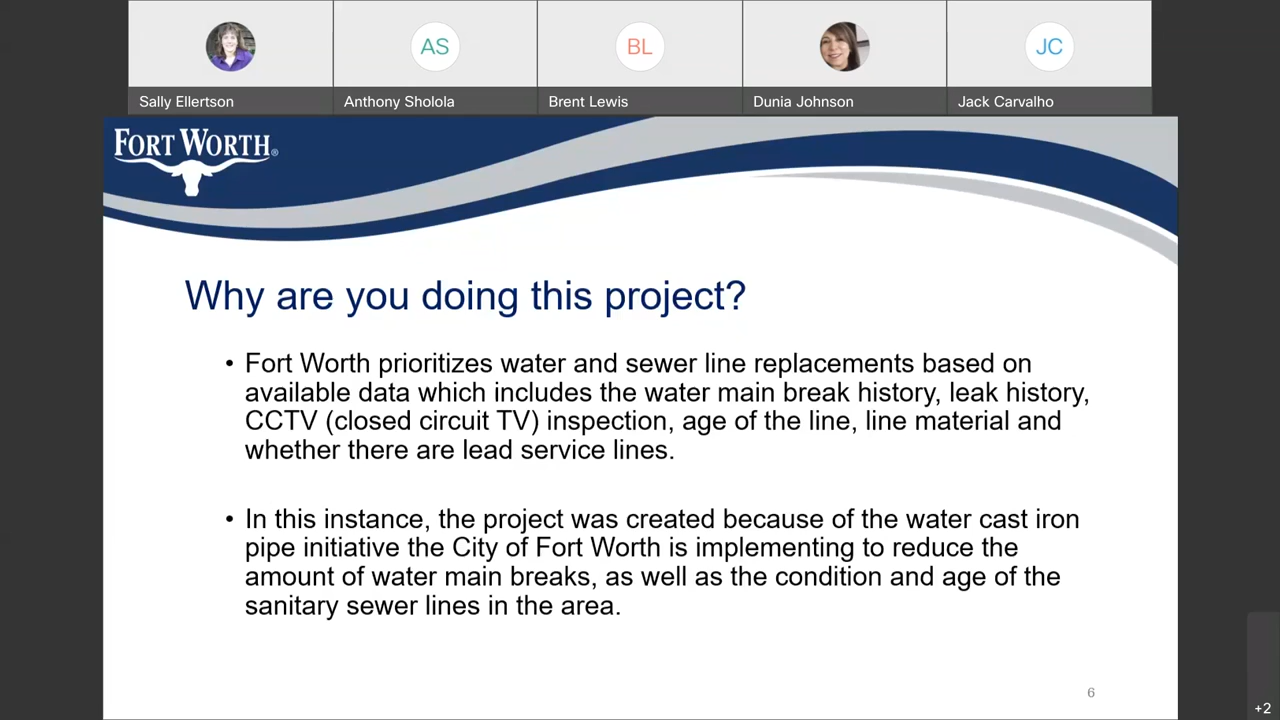 AS
BL
JC
Sally Ellertson
Anthony Sholola
Brent Lewis
Dunia Johnson
Jack Carvalho
FORT WORTH®
Why are you doing this project?
• Fort Worth prioritizes water and sewer line replacements based on
available data which includes the water main break history, leak history,
CCTV (closed circuit TV) inspection, age of the line, line material and
whether there are lead service lines.
• In this instance, the project was created because of the water cast iron
pipe initiative the City of Fort Worth is implementing to reduce the
amount of water main breaks, as well as the condition and age of the
sanitary sewer lines in the area.
6
+2